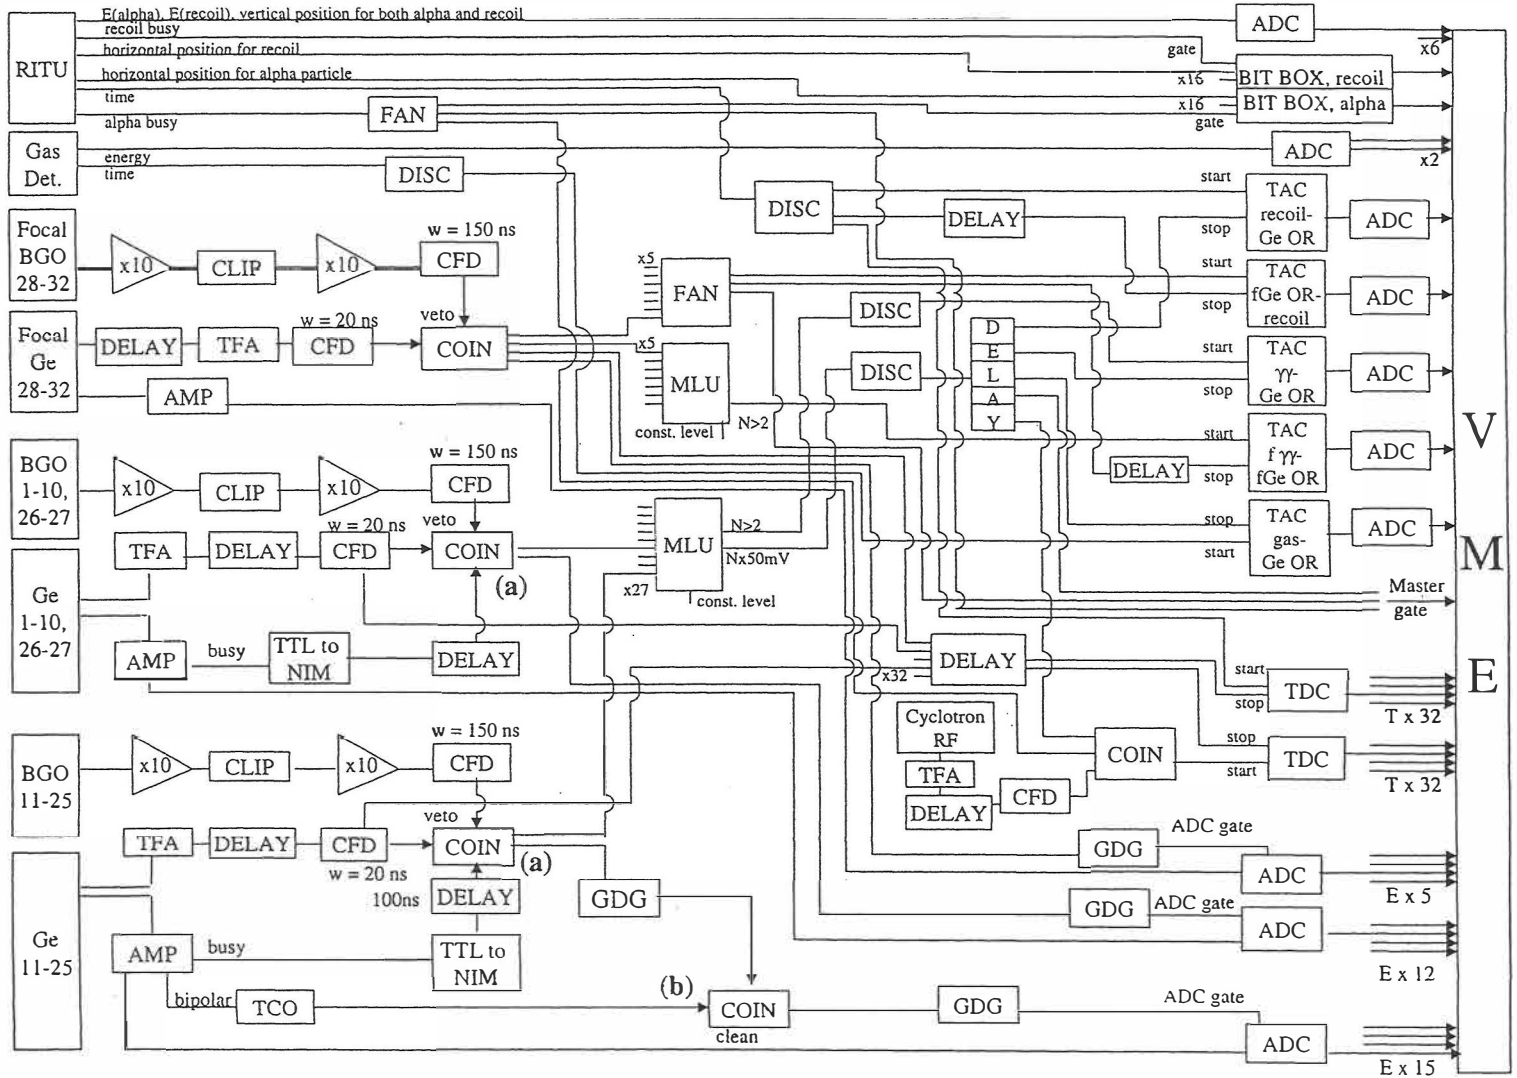 E(alpha), E(recoil), vertical position for both alpha and recoil
recoil busy
horizontal position for recoil
horizontal position for alpha particle
time
alpha busy
RITU
FAN
ADC
x6
gate
x16
BIT BOX, recoil
x16
BIT BOX, alpha
gate
Gas
Det.
energy
time
DISC
ADC
x2
DISC
DELAY
start
stop
TAC
recoil-
Ge OR
ADC
Focal
BGO
28-32
x10
CLIP
x10
w = 150 ns
CFD
x5
FAN
start
stop
TAC
fGe OR-
recoil
ADC
Focal
Ge
28-32
DELAY
TFA
w = 20 ns
CFD
veto
COIN
AMP
x5
MLU
const. level
N>2
DISC
DISC
D
E
L
A
Y
start
stop
TAC
γγ-
Ge OR
ADC
start
DELAY
stop
TAC
f γγ-
fGe OR
ADC
BGO
1-10,
26-27
x10
CLIP
x10
w = 150 ns
CFD
veto
TFA
DELAY
w = 20 ns
CFD
COIN
(a)
MLU
N>2
Nx50mV
x27
const. level
stop
start
TAC
gas-
Ge OR
ADC
Master
gate
V
M
E
Ge
1-10,
26-27
AMP
busy
TTL to
NIM
DELAY
DELAY
x32
start
stop
TDC
T x 32
Cyclotron
RF
TFA
DELAY
CFD
COIN
stop
start
TDC
T x 32
BGO
11-25
x10
CLIP
x10
w = 150 ns
CFD
veto
TFA
DELAY
CFD
w = 20 ns
COIN
(a)
100ns
DELAY
GDG
GDG
ADC gate
ADC
E x 5
GDG
ADC gate
ADC
E x 12
Ge
11-25
AMP
busy
TTL to
NIM
bipolar
TCO
(b)
COIN
clean
GDG
ADC gate
ADC
E x 15